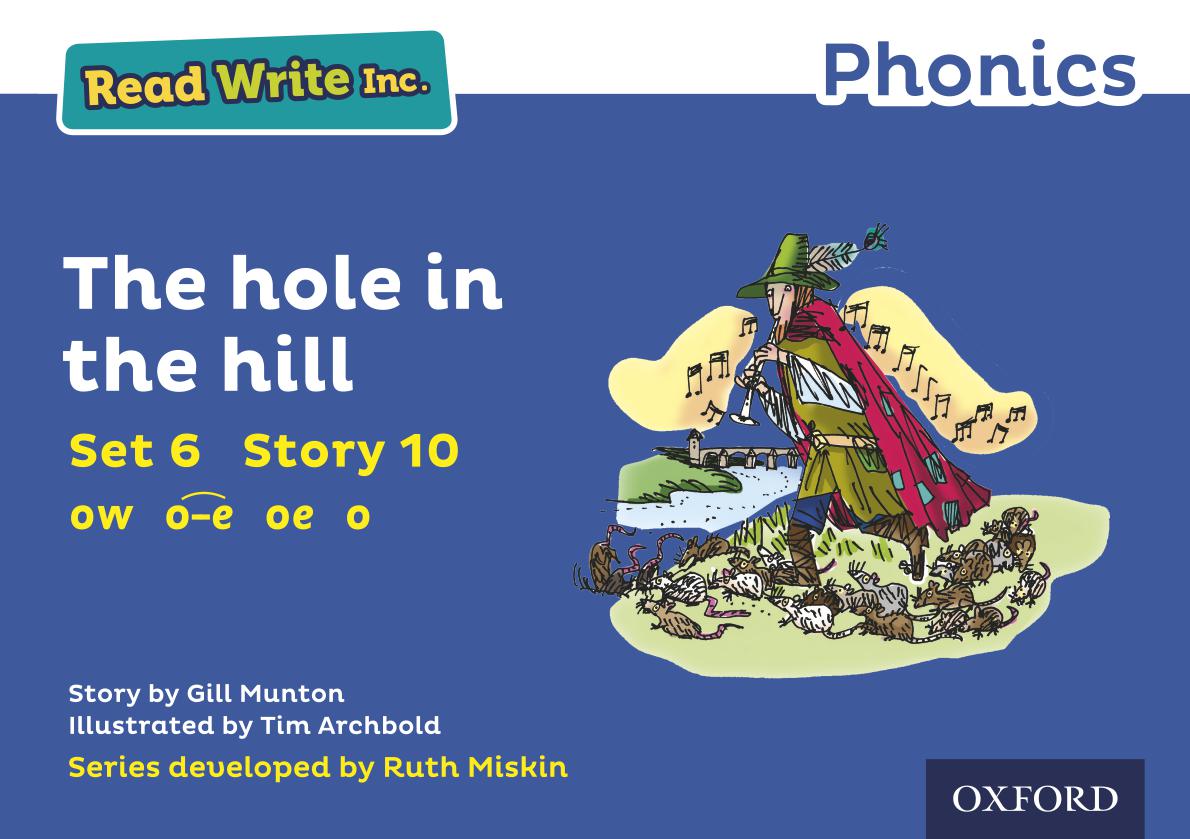 Read Write Inc.
Phonics
The hole in
the hill
Set 6 Story 10
ow o–e oe o
Story by Gill Munton
Illustrated by Tim Archbold
Series developed by Ruth Miskin
OXFORD